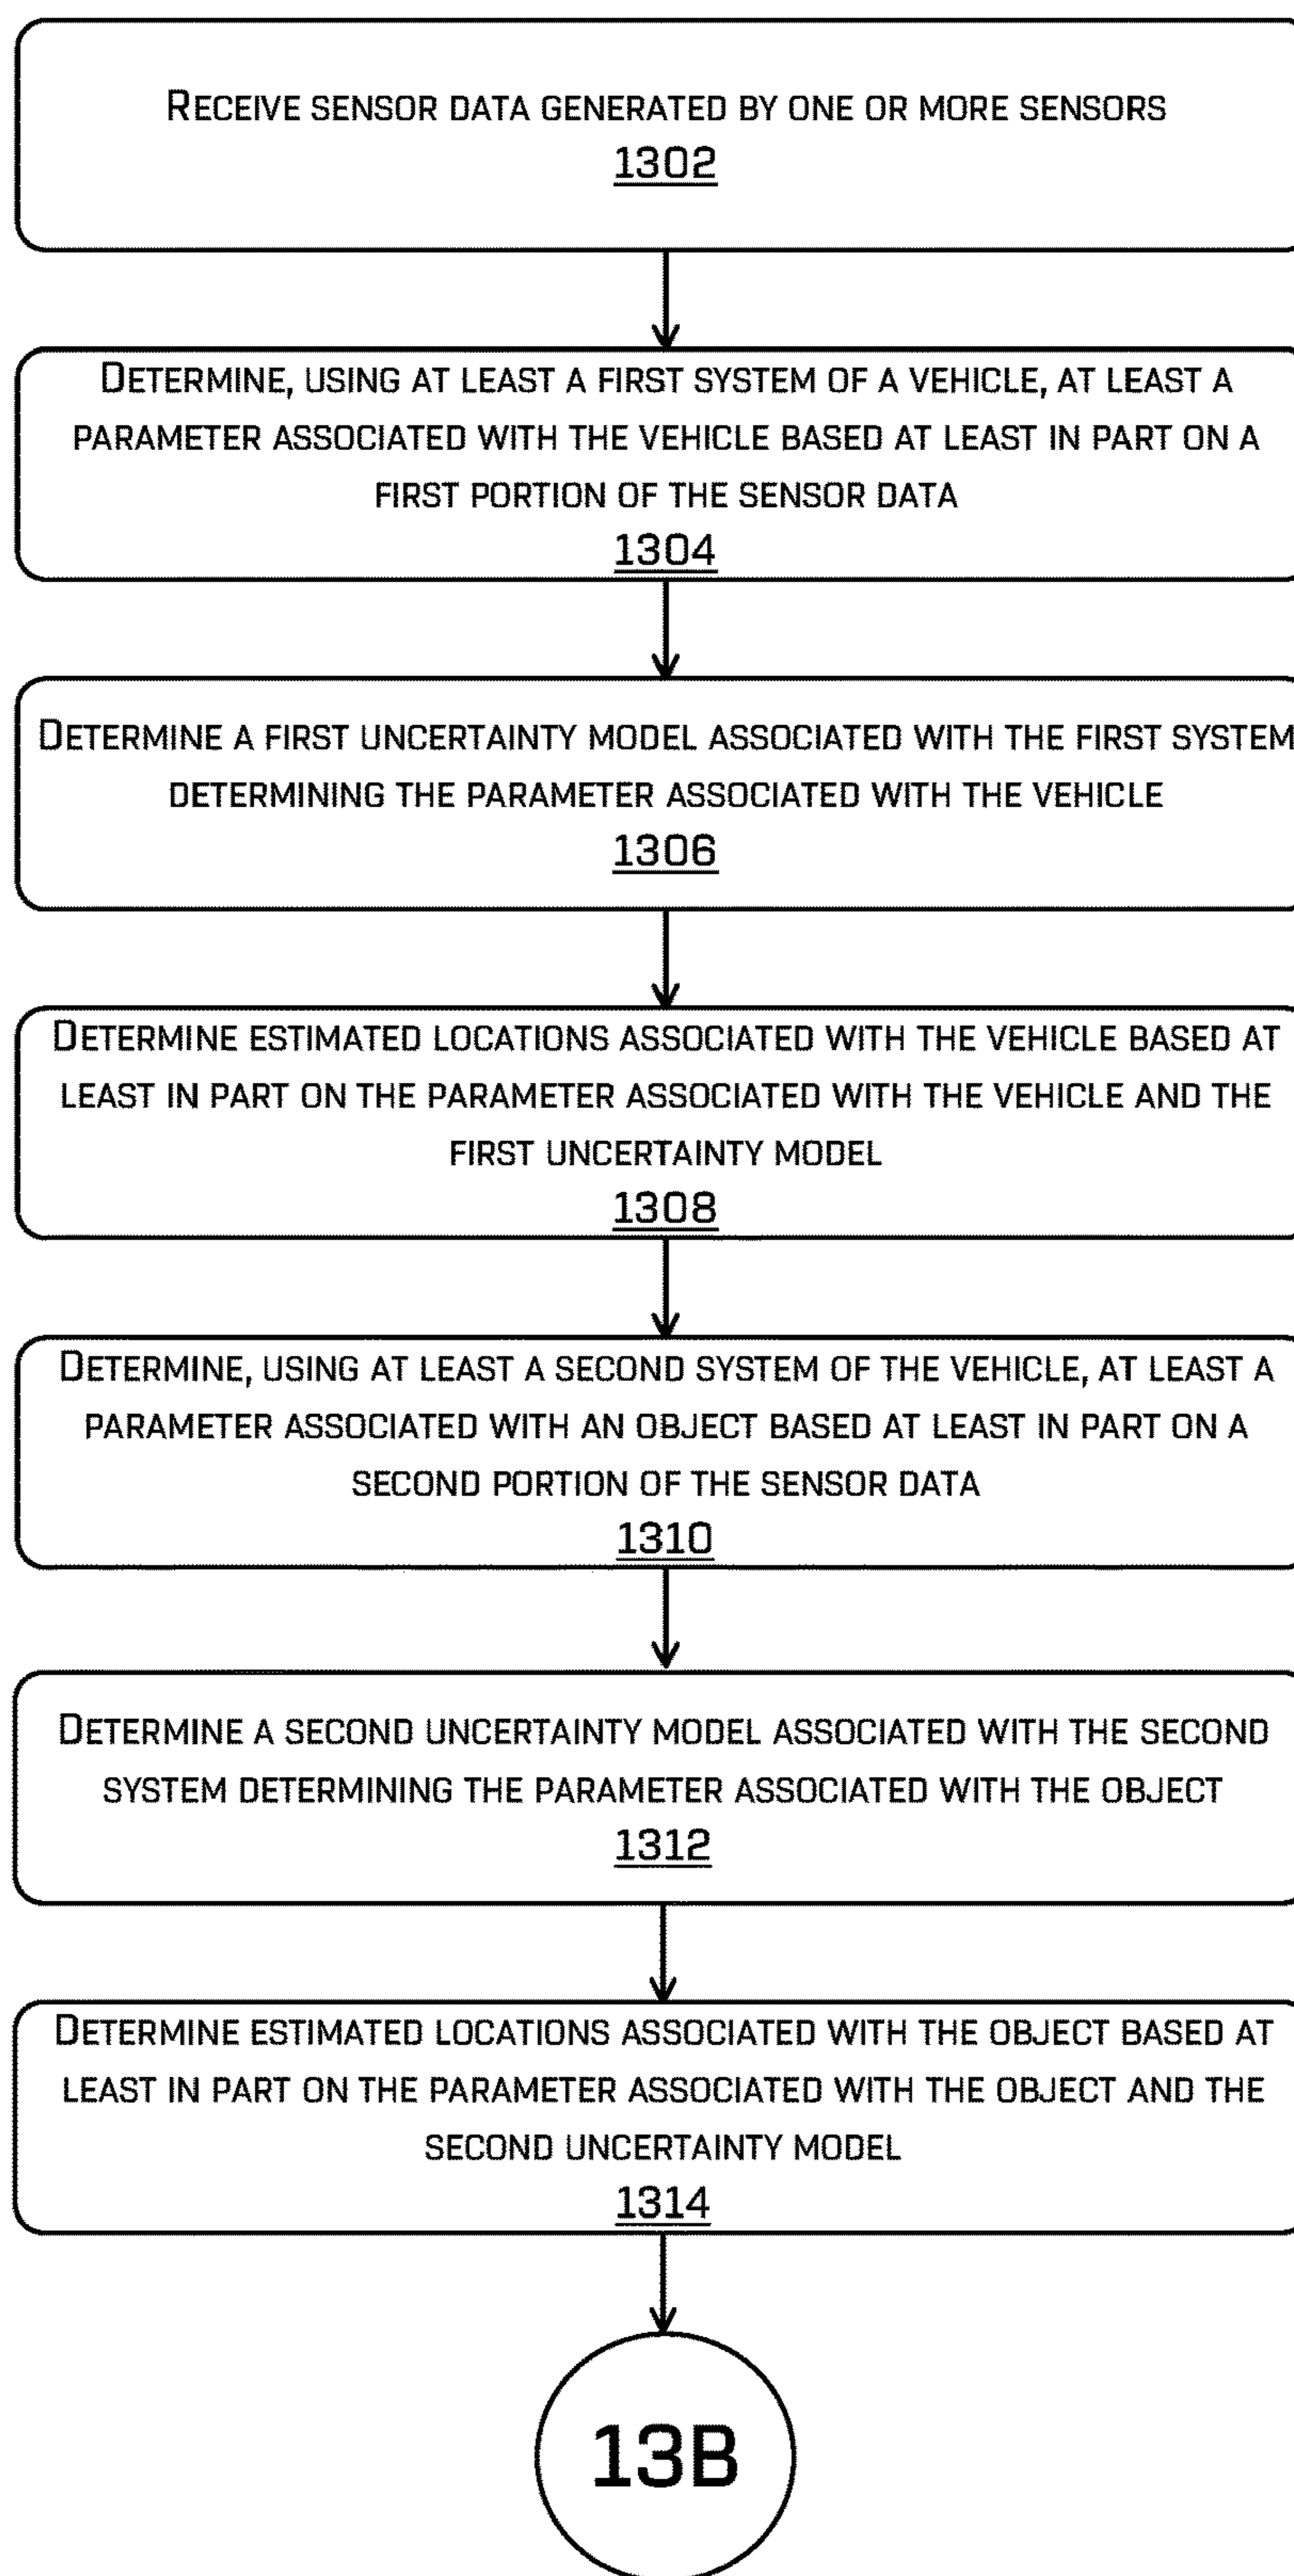 RECEIVE SENSOR DATA GENERATED BY ONE OR MORE SENSORS
1302
DETERMINE, USING AT LEAST A FIRST SYSTEM OF A VEHICLE, AT LEAST A
PARAMETER ASSOCIATED WITH THE VEHICLE BASED AT LEAST IN PART ON A
FIRST PORTION OF THE SENSOR DATA
1304
DETERMINE A FIRST UNCERTAINTY MODEL ASSOCIATED WITH THE FIRST SYSTEM
DETERMINING THE PARAMETER ASSOCIATED WITH THE VEHICLE
1306
DETERMINE ESTIMATED LOCATIONS ASSOCIATED WITH THE VEHICLE BASED AT
LEAST IN PART ON THE PARAMETER ASSOCIATED WITH THE VEHICLE AND THE
FIRST UNCERTAINTY MODEL
1308
DETERMINE, USING AT LEAST A SECOND SYSTEM OF THE VEHICLE, AT LEAST A
PARAMETER ASSOCIATED WITH AN OBJECT BASED AT LEAST IN PART ON A
SECOND PORTION OF THE SENSOR DATA
1310
DETERMINE A SECOND UNCERTAINTY MODEL ASSOCIATED WITH THE SECOND
SYSTEM DETERMINING THE PARAMETER ASSOCIATED WITH THE OBJECT
1312
DETERMINE ESTIMATED LOCATIONS ASSOCIATED WITH THE OBJECT BASED AT
LEAST IN PART ON THE PARAMETER ASSOCIATED WITH THE OBJECT AND THE
SECOND UNCERTAINTY MODEL
1314
13B